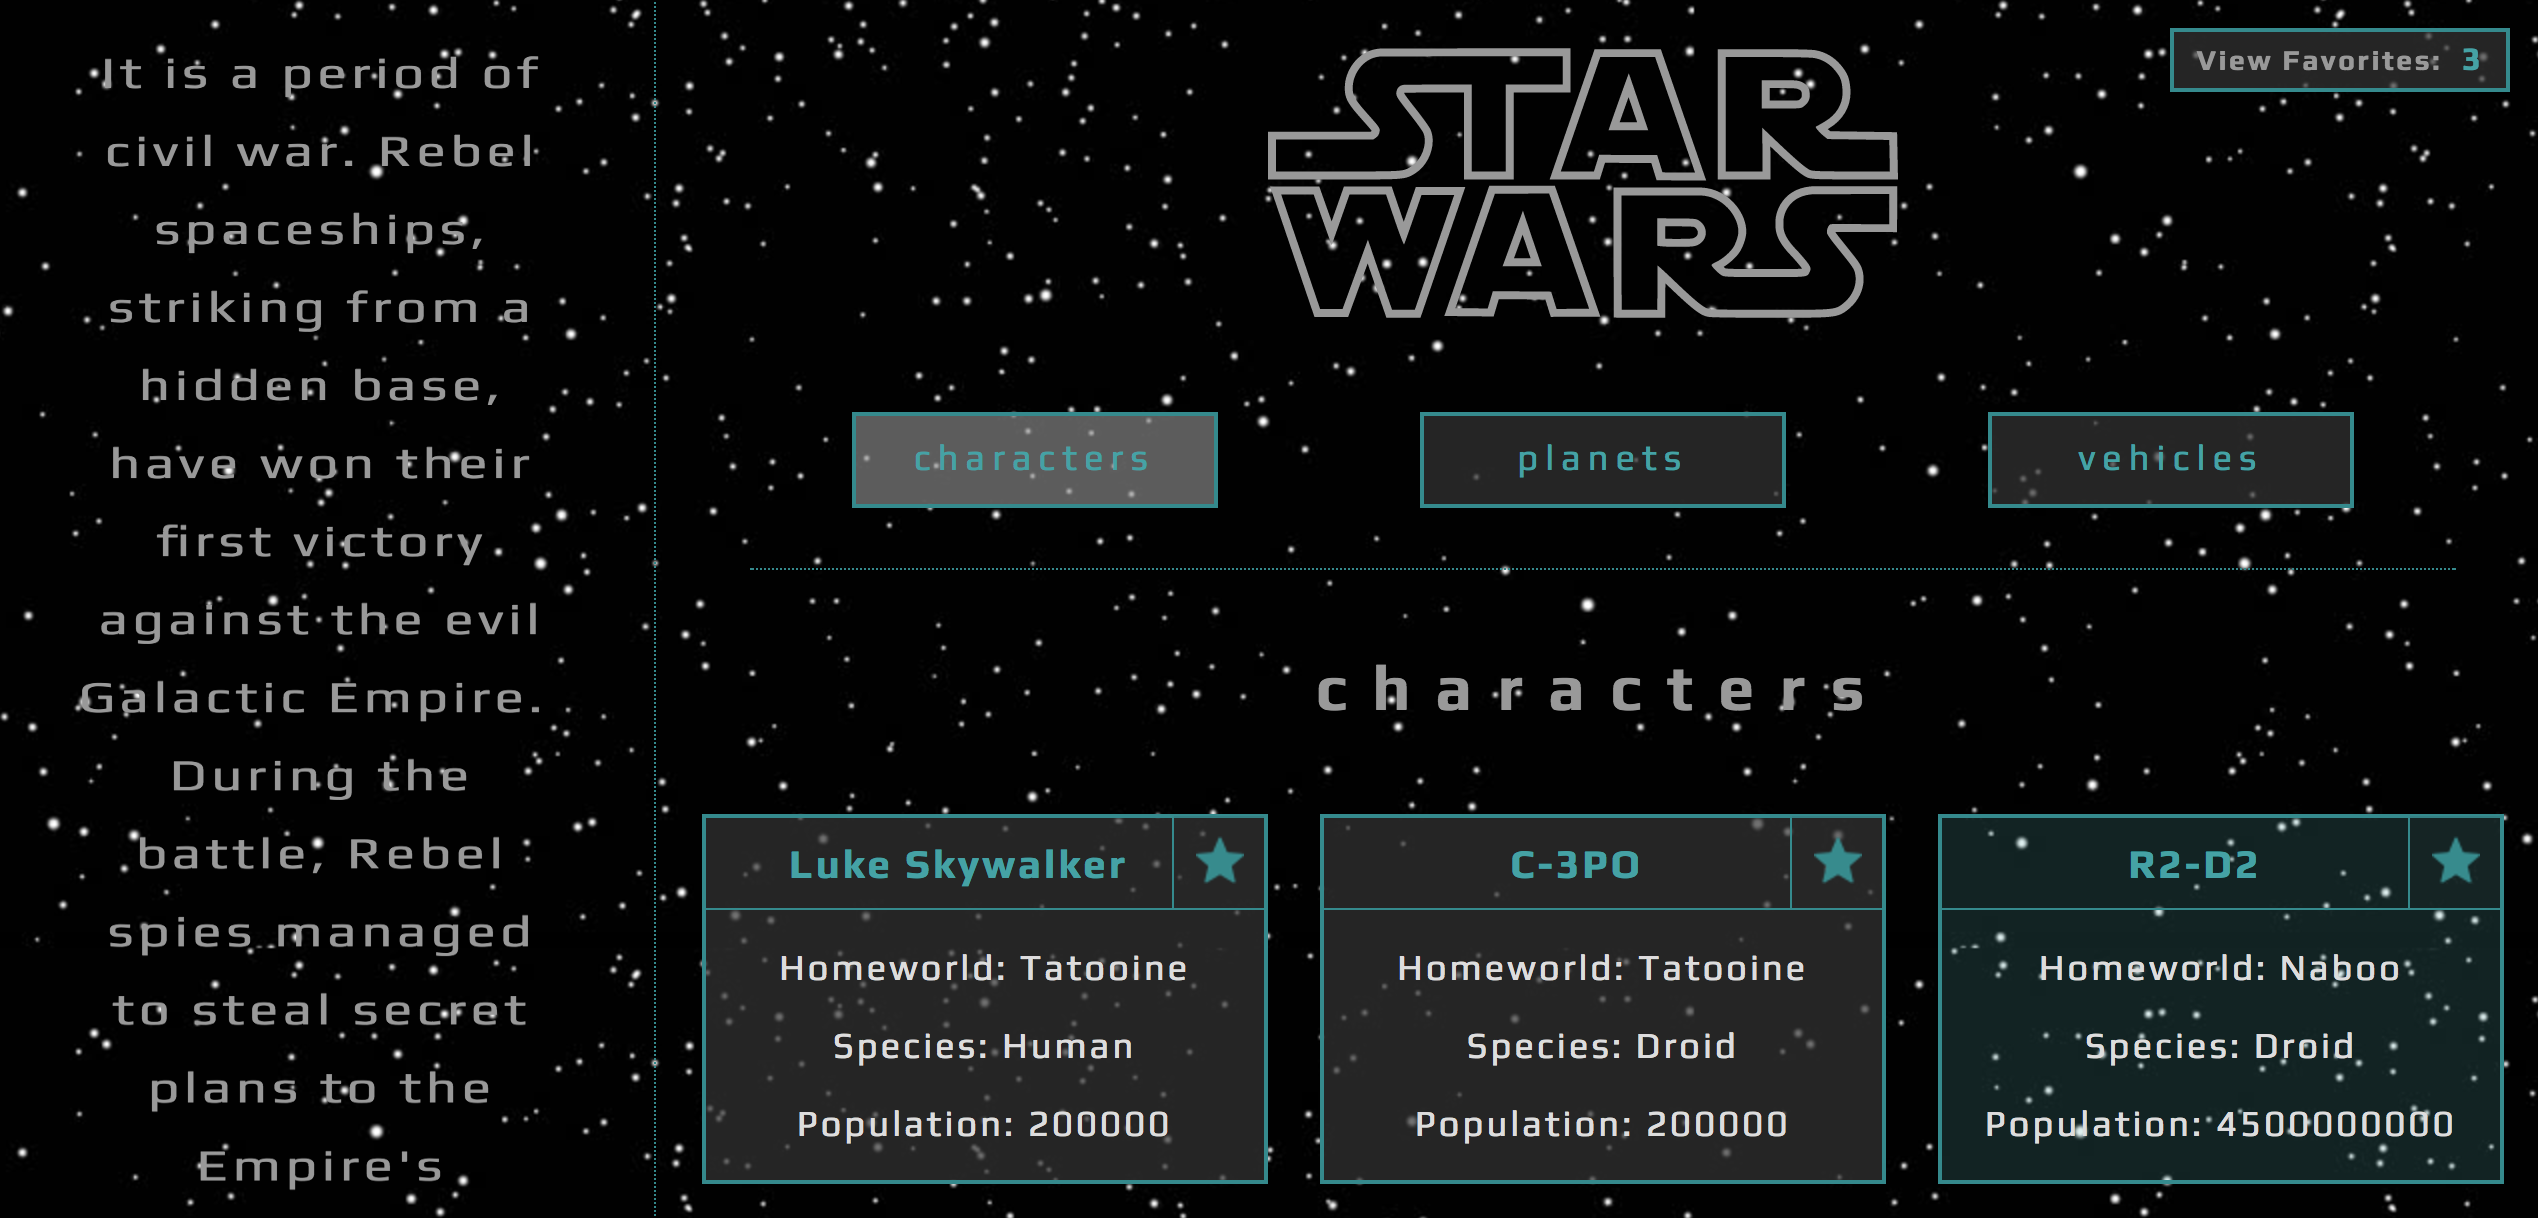 It is a period of
civil war. Rebel
spaceships,
striking from a
hidden base,
have won their
first victory
against the evil
Galactic Empire.
During the
battle, Rebel
spies managed
to steal secret
plans to the
Empire's
STAR
WARS
View Favorites: 3
characters
planets
vehicles
characters
Luke Skywalker
Homeworld: Tatooine
Species: Human
Population: 200000
C-3PO
Homeworld: Tatooine
Species: Droid
Population: 200000
R2-D2
Homeworld: Naboo
Species: Droid
Population: 4500000000